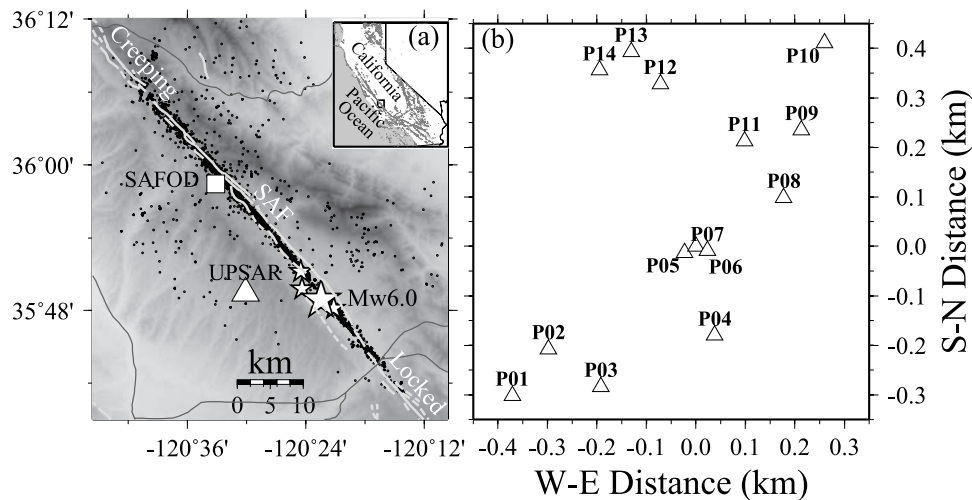 36°12'
36°00'
35°48'
-120°36'
-120°24'
-120°12'
(a)
Creeping
SAFOD
SAF
UPSAR
Mw6.0
Locked
km
0 5 10
California
Pacific
Ocean
(b)
P13
P14
P12
P10
P09
P11
P08
P07
P05
P06
P04
P02
P03
P01
0.4
0.3
0.2
0.1
0.0
-0.1
-0.2
-0.3
S-N Distance (km)
-0.4 -0.3 -0.2 -0.1 0.0 0.1 0.2 0.3
W-E Distance (km)